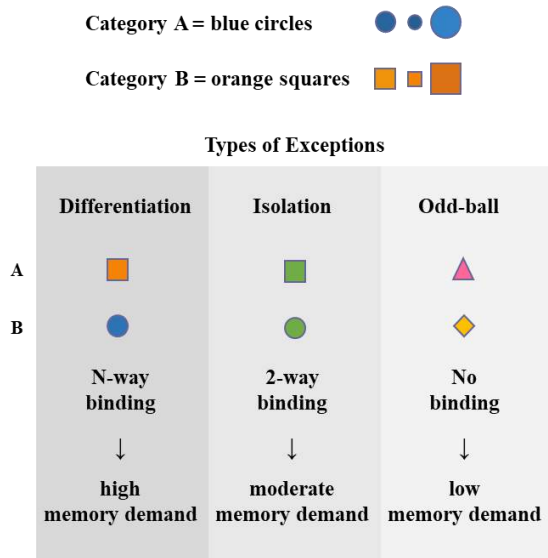 Category A = blue circles
Category B = orange squares
Types of Exceptions
Differentiation Isolation Odd-ball
A
B
N-way 2-way No
binding binding binding
↓ ↓ ↓
high moderate low
memory demand memory demand memory demand